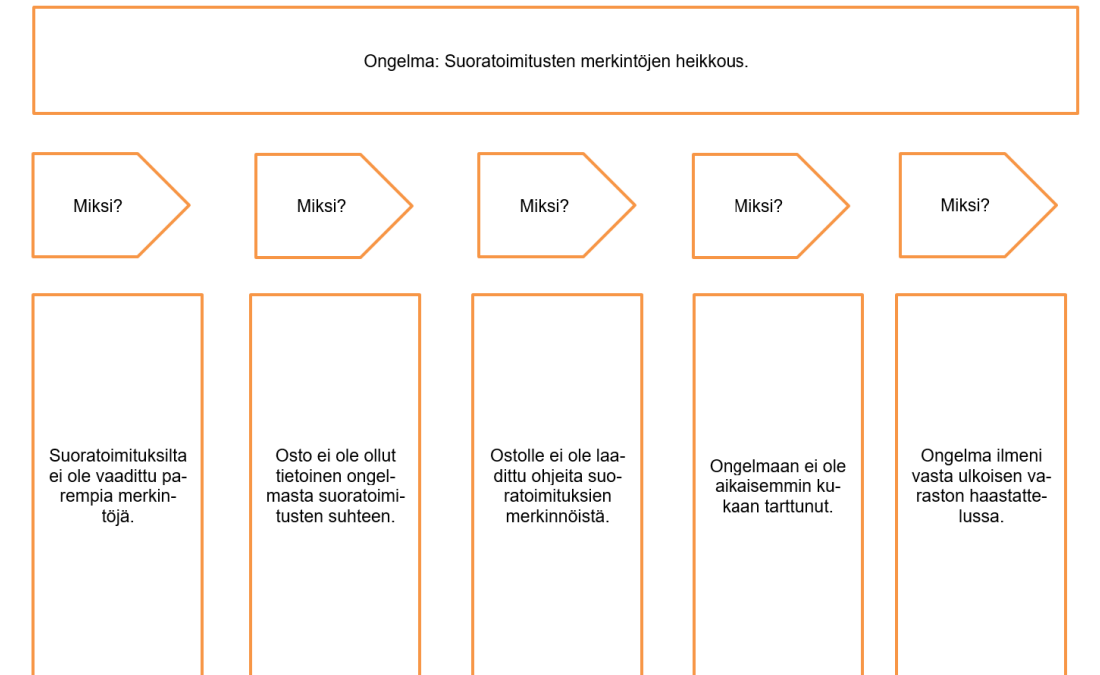 Ongelma: Suoratoimitusten merkintöjen heikkous.
Miksi?
Miksi?
Miksi?
Miksi?
Miksi?
Suoratoimituksilta
ei ole vaadittu pa-
rempia merkin-
töjä.
Osto ei ole ollut
tietoinen ongel-
masta suoratoimi-
tusten suhteen.
Ostolle ei ole laa-
dittu ohjeita suo-
ratoimituksien
merkinnöistä.
Ongelmaan ei ole
aikaisemmin ku-
kaan tarttunut.
Ongelma ilmeni
vasta ulkoisen va-
raston haastatte-
lussa.